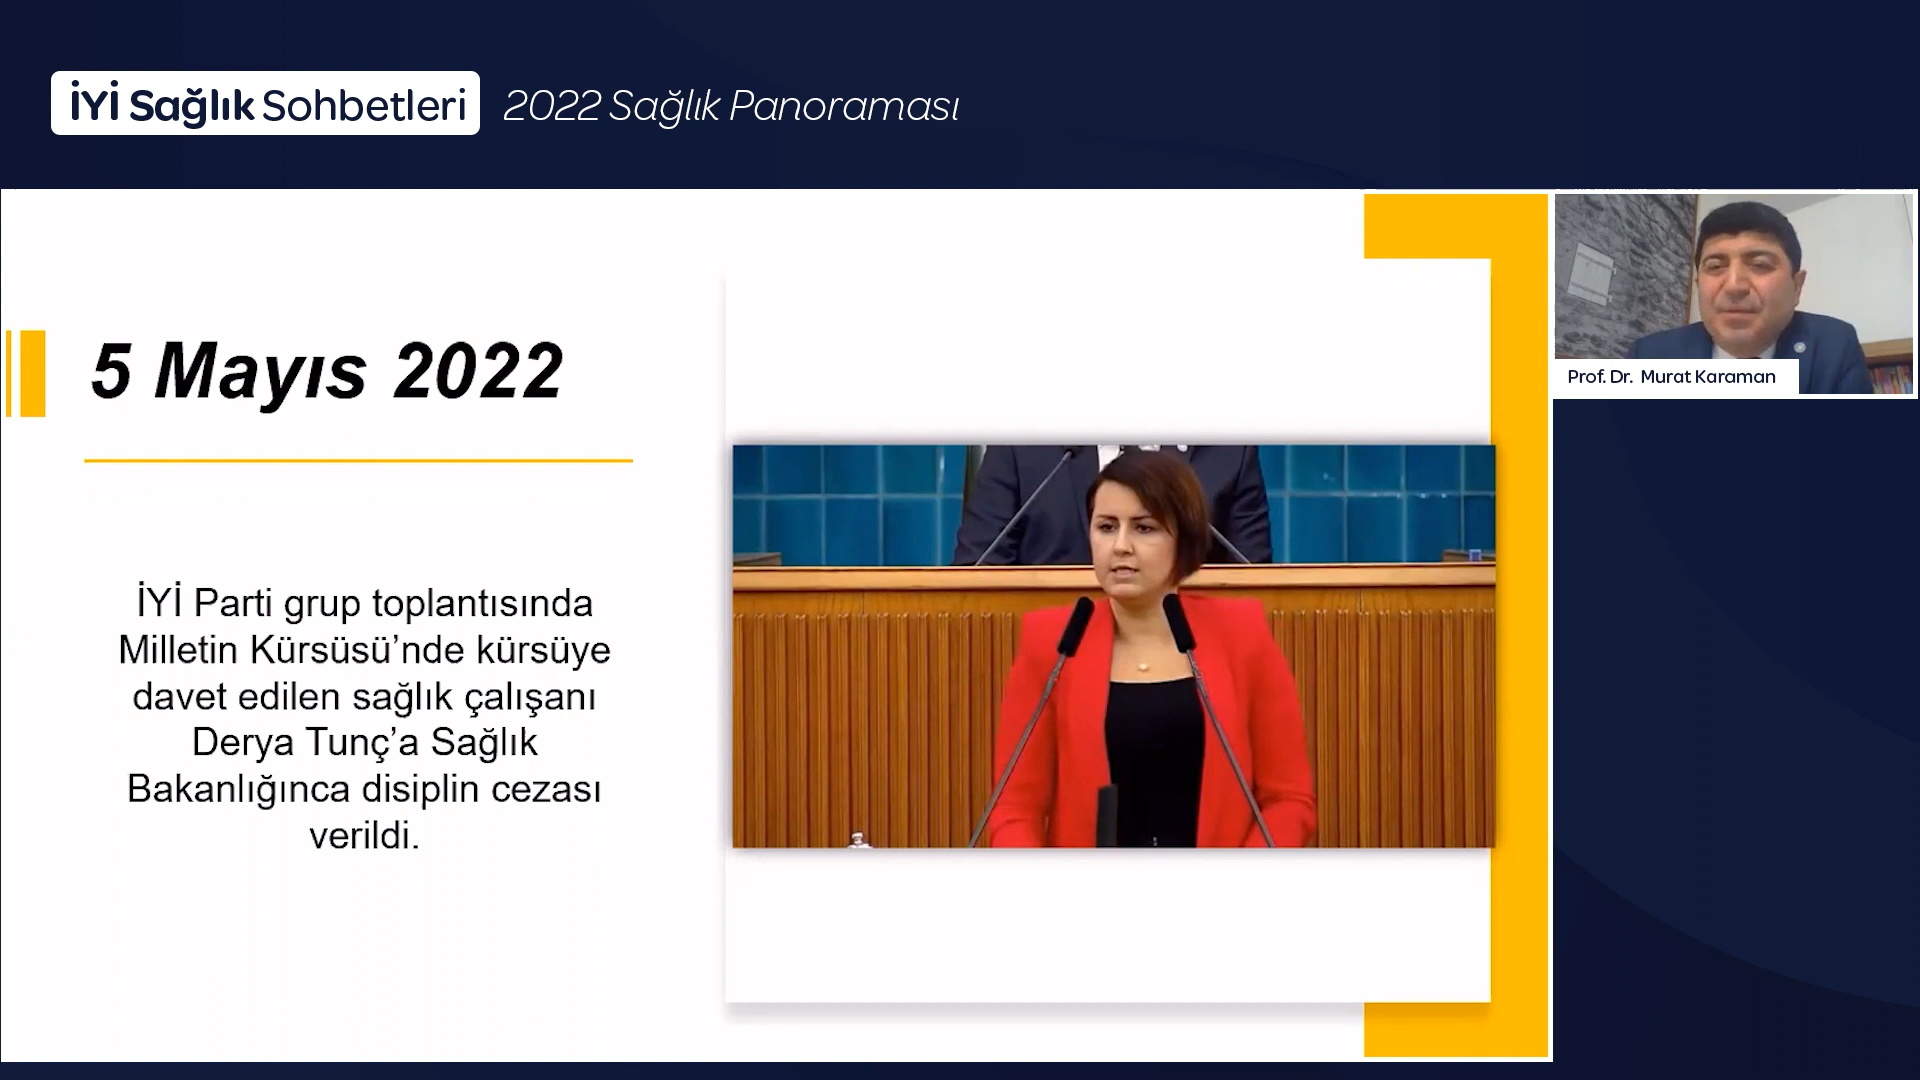 İYİ Sağlık Sohbetleri 2022 Sağlık Panoraması
5 Mayıs 2022
İYİ Parti grup toplantısında
Milletin Kürsüsü’nde kürsüye
davet edilen sağlık çalışanı
Derya Tunç’a Sağlık
Bakanlığınca disiplin cezası
verildi.
Prof. Dr. Murat Karaman